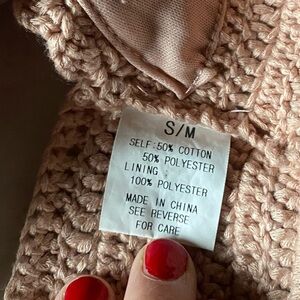 S/M
SELF:50% COTTON
50% POLYESTER
LINING :
100% POLYESTER
MADE IN CHINA
SEE REVERSE
FOR CARE